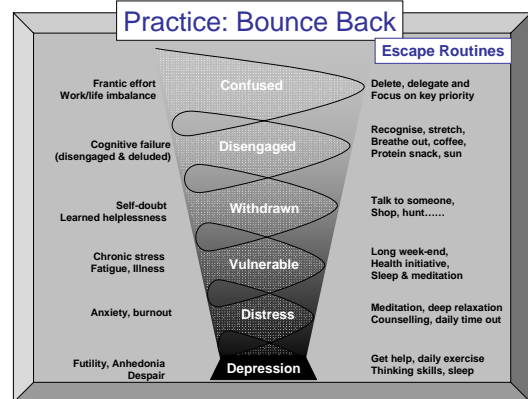 Practice: Bounce Back
Escape Routines
Frantic effort
Work/life imbalance
Confused
Delete, delegate and
Focus on key priority
Cognitive failure
(disengaged & deluded)
Disengaged
Recognise, stretch,
Breathe out, coffee,
Protein snack, sun
Self-doubt
Learned helplessness
Withdrawn
Talk to someone,
Shop, hunt......
Chronic stress
Fatigue, Illness
Vulnerable
Long week-end,
Health initiative,
Sleep & meditation
Anxiety, burnout
Distress
Meditation, deep relaxation
Counselling, daily time out
Futility, Anhedonia
Despair
Depression
Get help, daily exercise
Thinking skills, sleep